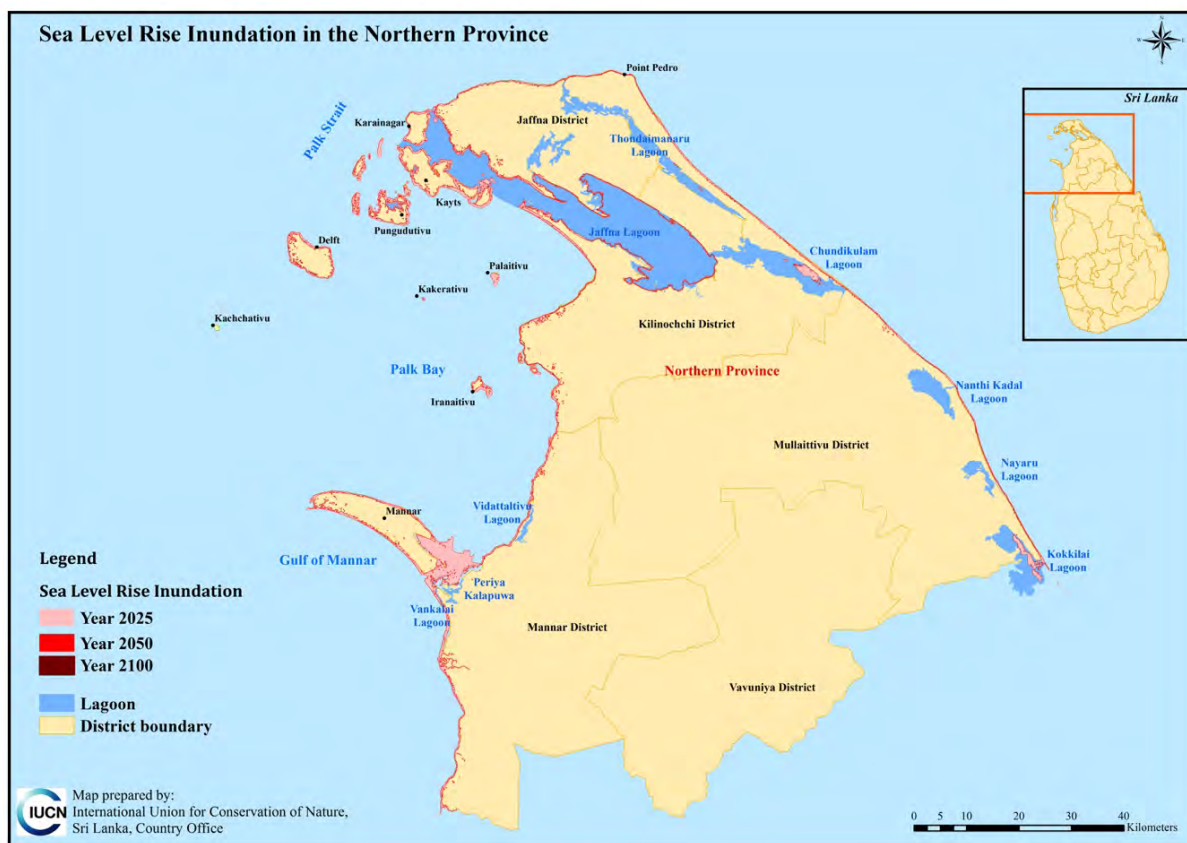 Sea Level Rise Inundation in the Northern Province
N
W
E
S
Sri Lanka
Point Pedro
Palk Strait
Karainagar
Jaffna District
Thondaimanaru
Lagoon
Kayts
Pungudutivu
Delft
Jaffna Lagoon
Chundikulam
Lagoon
Palaitivu
Kakerativu
Kachchativu
Kilinochchi District
Palk Bay
Northern Province
Iranaitivu
Nanthi Kadal
Lagoon
Mullaittivu District
Nayaru
Lagoon
Mannar
Vidattaltivu
Lagoon
Gulf of Mannar
Kokkilai
Lagoon
Periya
Kalapuwa
Vankalai
Lagoon
Mannar District
Vavuniya District
Legend
Sea Level Rise Inundation
Year 2025
Year 2050
Year 2100
Lagoon
District boundary
IUCN
Map prepared by:
International Union for Conservation of Nature,
Sri Lanka, Country Office
0 5 10 20 30 40
Kilometers